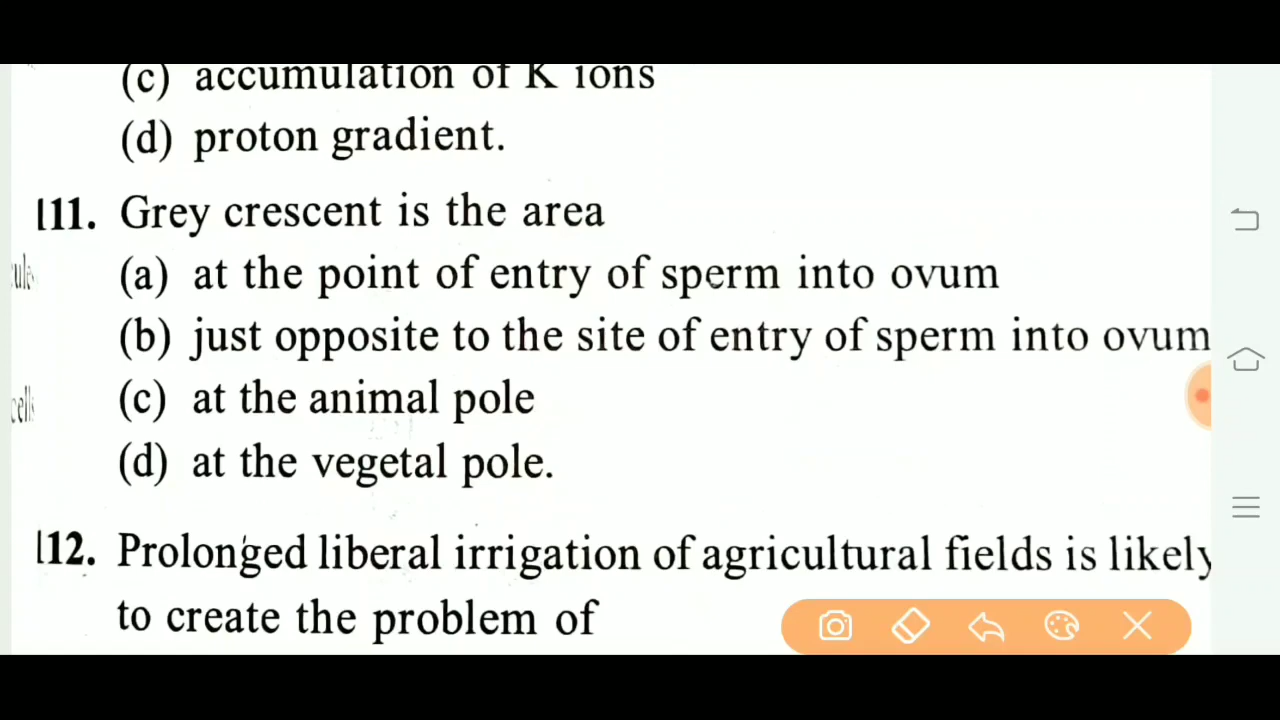 (c) accumulation of K ions
(d) proton gradient.
111. Grey crescent is the area
(a) at the point of entry of sperm into ovum
(b) just opposite to the site of entry of sperm into ovum
(c) at the animal pole
(d) at the vegetal pole.
112. Prolonged liberal irrigation of agricultural fields is likely
to create the problem of